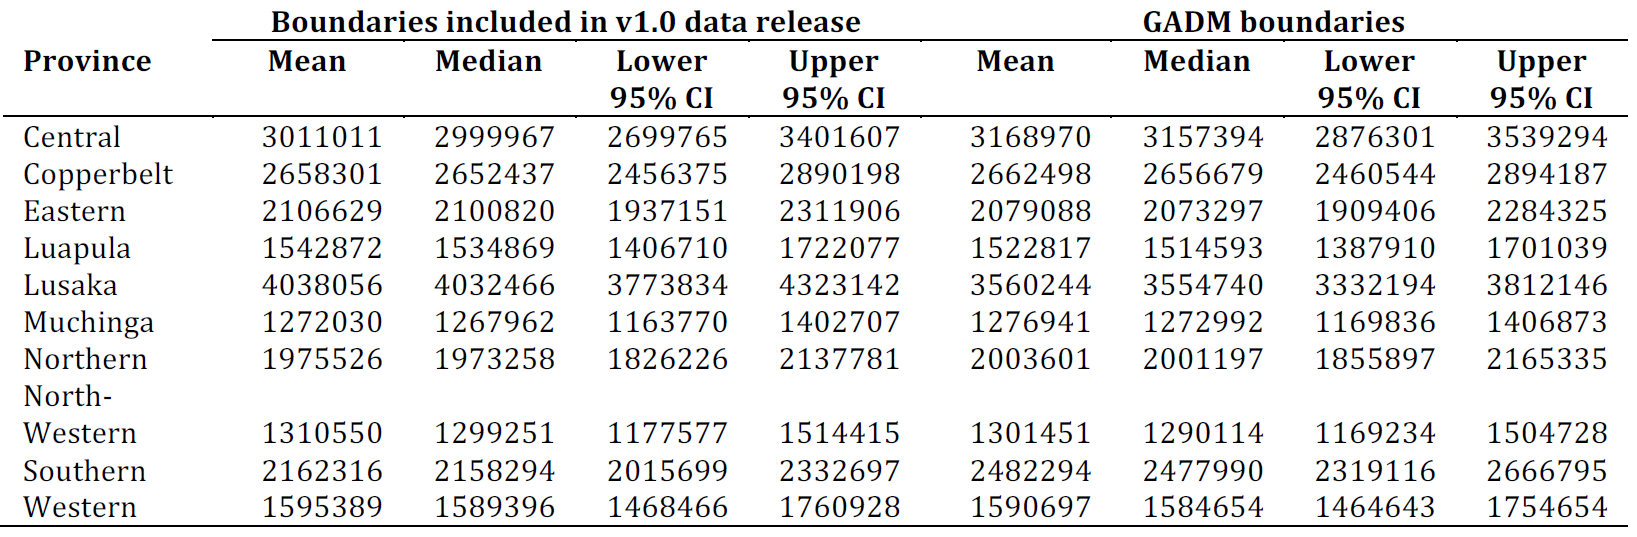 Boundaries included in v1.0 data release GADM boundaries
Province Mean Median Lower Upper Mean Median Lower Upper
95% CI 95% CI 95% CI 95% CI
Central 3011011 2999967 2699765 3401607 3168970 3157394 2876301 3539294
Copperbelt 2658301 2652437 2456375 2890198 2662498 2656679 2460544 2894187
Eastern 2106629 2100820 1937151 2311906 2079088 2073297 1909406 2284325
Luapula 1542872 1534869 1406710 1722077 1522817 1514593 1387910 1701039
Lusaka 4038056 4032466 3773834 4323142 3560244 3554740 3332194 3812146
Muchinga 1272030 1267962 1163770 1402707 1276941 1272992 1169836 1406873
Northern 1975526 1973258 1826226 2137781 2003601 2001197 1855897 2165335
North-
Western 1310550 1299251 1177577 1514415 1301451 1290114 1169234 1504728
Southern 2162316 2158294 2015699 2332697 2482294 2477990 2319116 2666795
Western 1595389 1589396 1468466 1760928 1590697 1584654 1464643 1754654